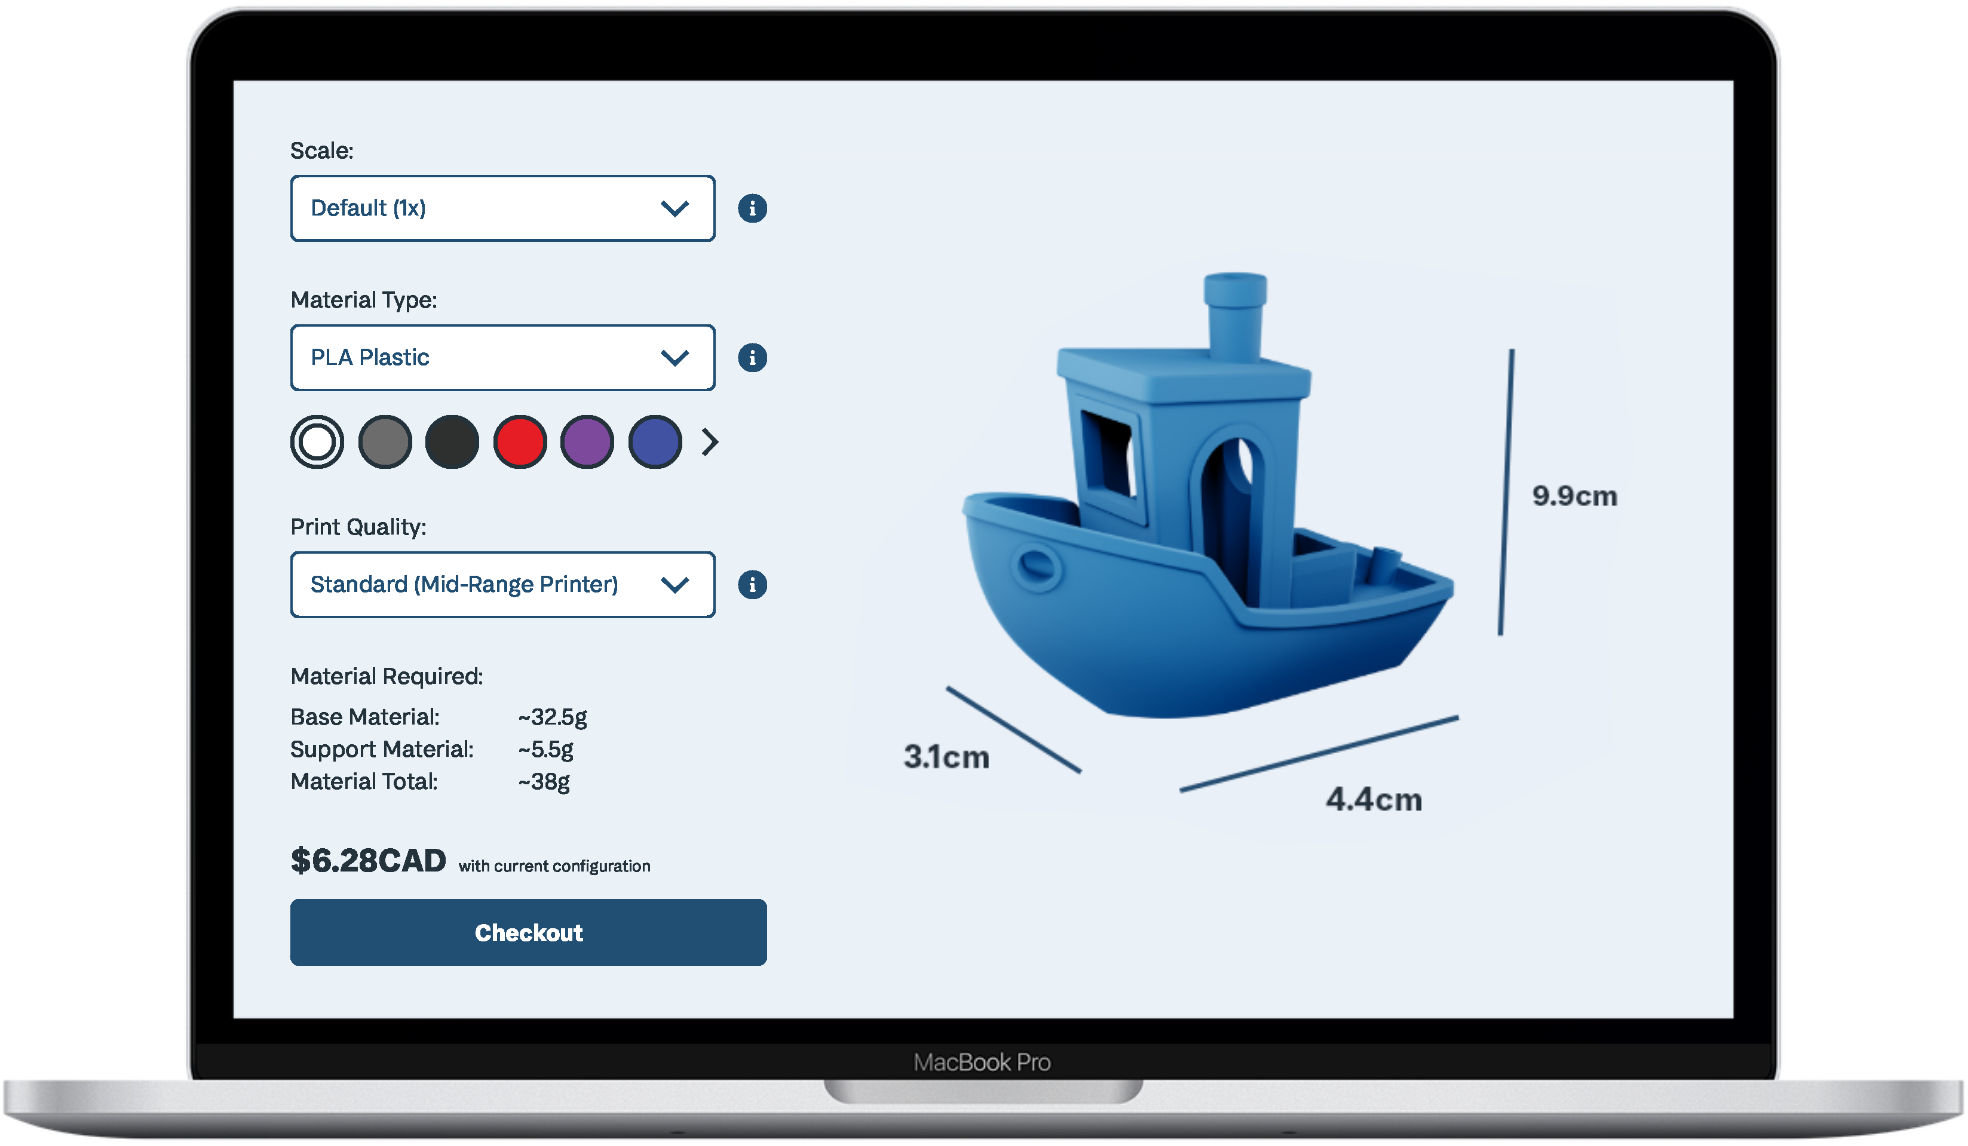 Scale:
Default (1x)
Material Type:
PLA Plastic
Print Quality:
Standard (Mid-Range Printer)
Material Required:
Base Material: ~32.5g
Support Material: ~5.5g
Material Total: ~38g
$6.28CAD with current configuration
Checkout
9.9cm
3.1cm
4.4cm
MacBook Pro